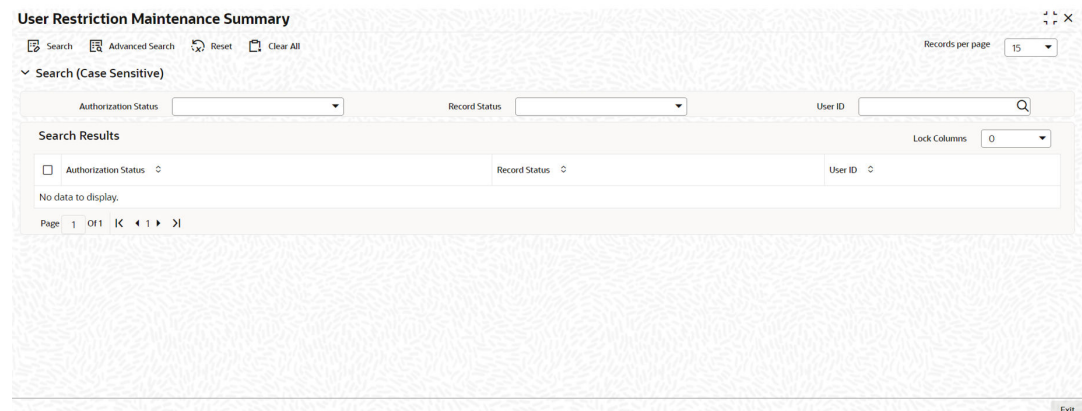 User Restriction Maintenance Summary
Search Advanced Search Reset Clear All Records per page 15
Search (Case Sensitive)
Authorization Status Record Status User ID
Search Results Lock Columns 0
Authorization Status Record Status User ID
No data to display.
Page 1 Of 1 1
Exit